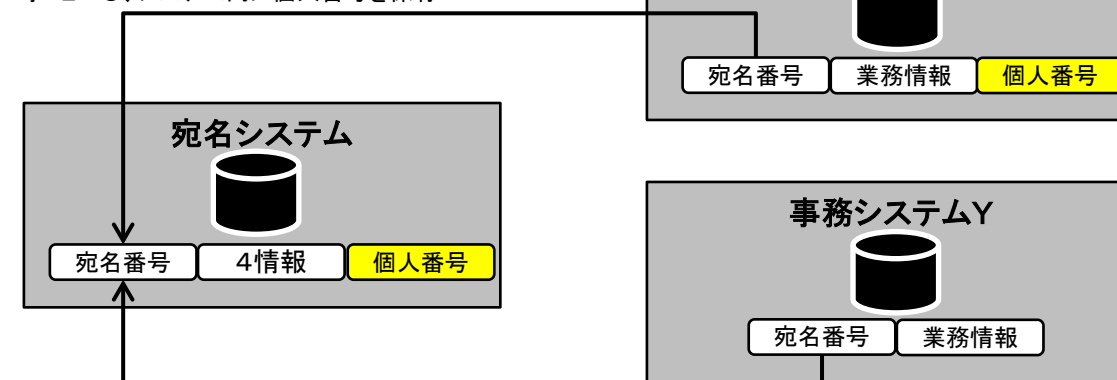 宛名番号 業務情報 個人番号
宛名システム
宛名番号 4情報 個人番号
事務システムY
宛名番号 業務情報